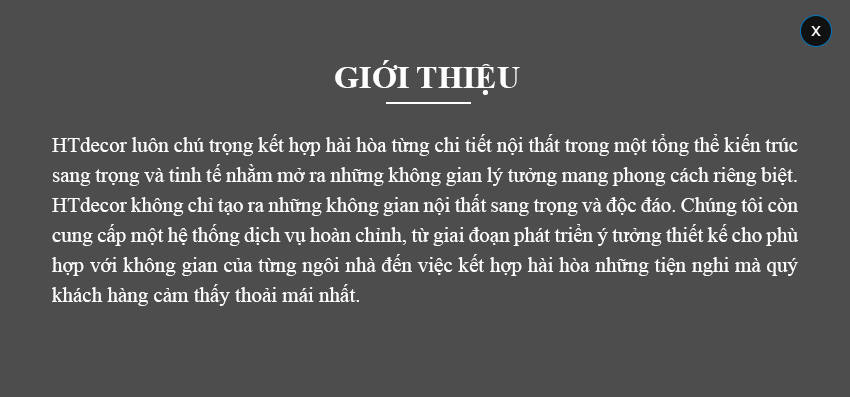 X
GIỚI THIỆU
HTdecor luôn chú trọng kết hợp hài hòa từng chi tiết nội thất trong một tổng thể kiến trúc
sang trọng và tinh tế nhằm mở ra những không gian lý tưởng mang phong cách riêng biệt.
HTdecor không chỉ tạo ra những không gian nội thất sang trọng và độc đáo. Chúng tôi còn
cung cấp một hệ thống dịch vụ hoàn chỉnh, từ giai đoạn phát triển ý tưởng thiết kế cho phù
hợp với không gian của từng ngôi nhà đến việc kết hợp hài hòa những tiện nghi mà quý
khách hàng cảm thấy thoải mái nhất.